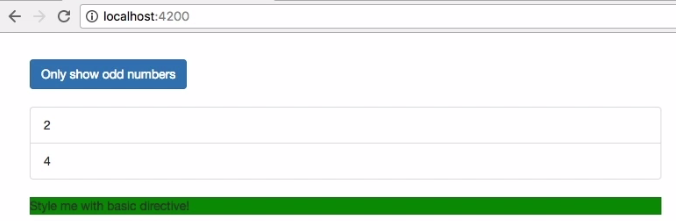 localhost:4200
Only show odd numbers
2
4
Style me with basic directive!